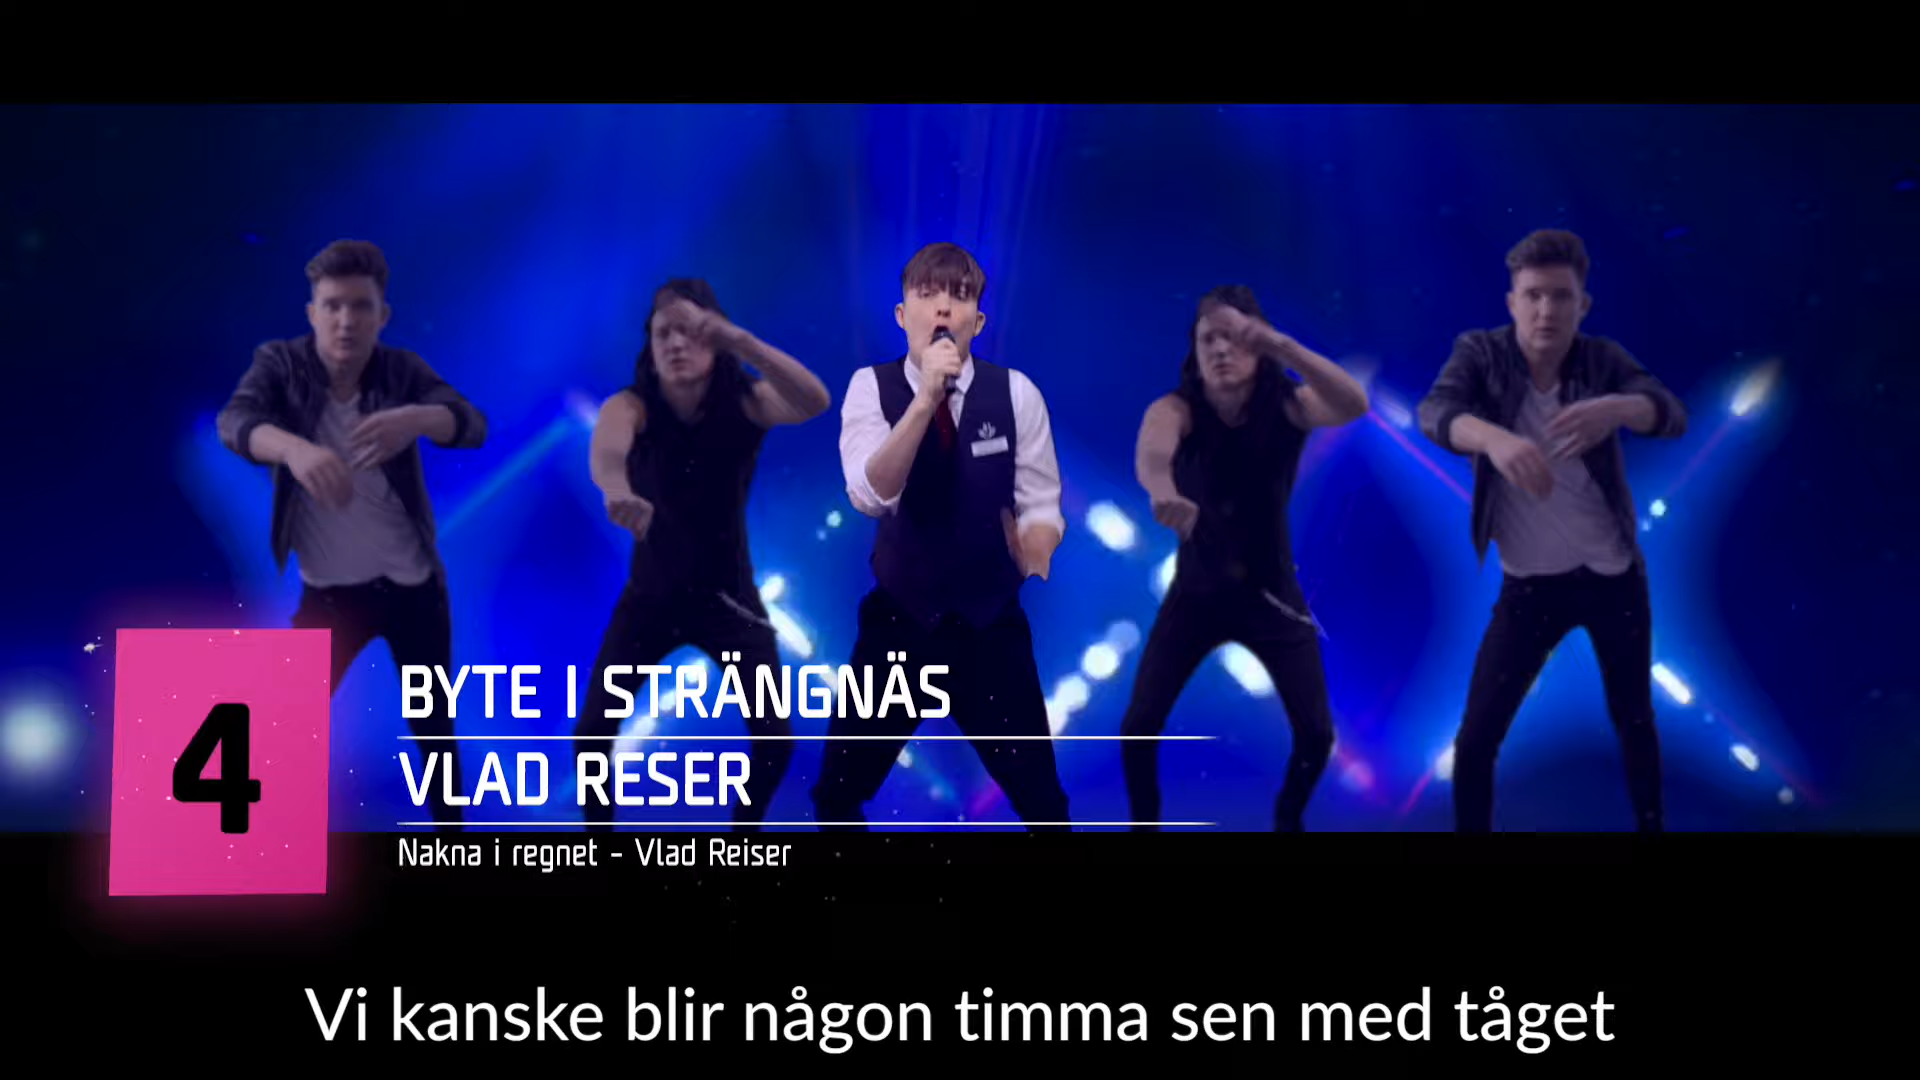 4
BYTE I STRÄNGNÄS
VLAD RESER
Nakna i regnet - Vlad Reiser
Vi kanske blir någon timma sen med tåget